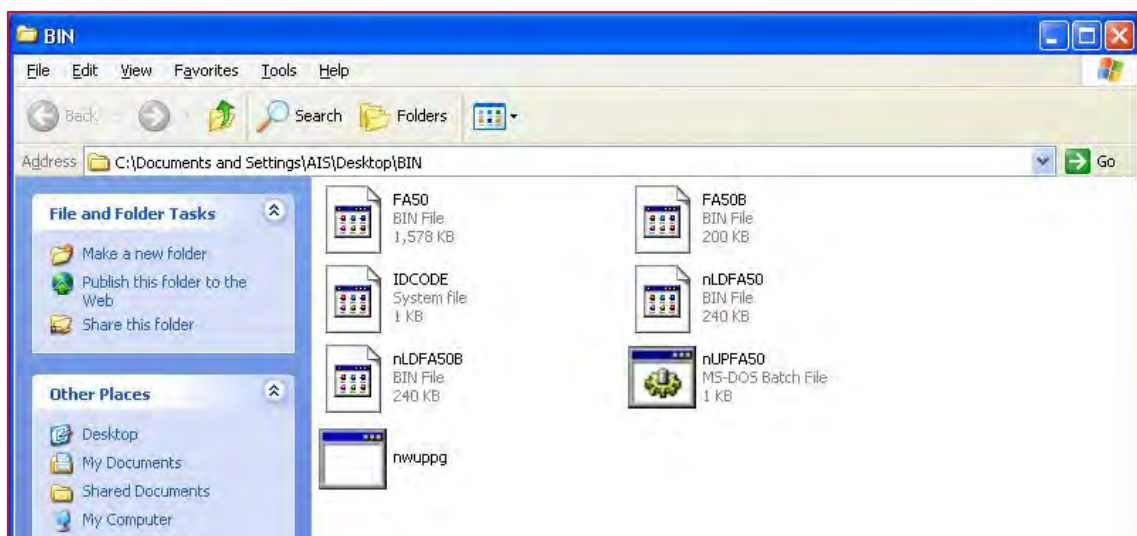 BIN
File Edit View Favorites Tools Help
Back Search Folders
Address C:\Documents and Settings\AIS\Desktop\BIN Go
File and Folder Tasks
Make a new folder
Publish this folder to the
Web
Share this folder
Other Places
Desktop
My Documents
Shared Documents
My Computer
FA50
BIN File
1,578 KB
FA50B
BIN File
200 KB
IDCODE
System file
1 KB
nLDFA50
BIN File
240 KB
nLDFA50B
BIN File
240 KB
nUPFA50
MS-DOS Batch File
1 KB
nwuppg